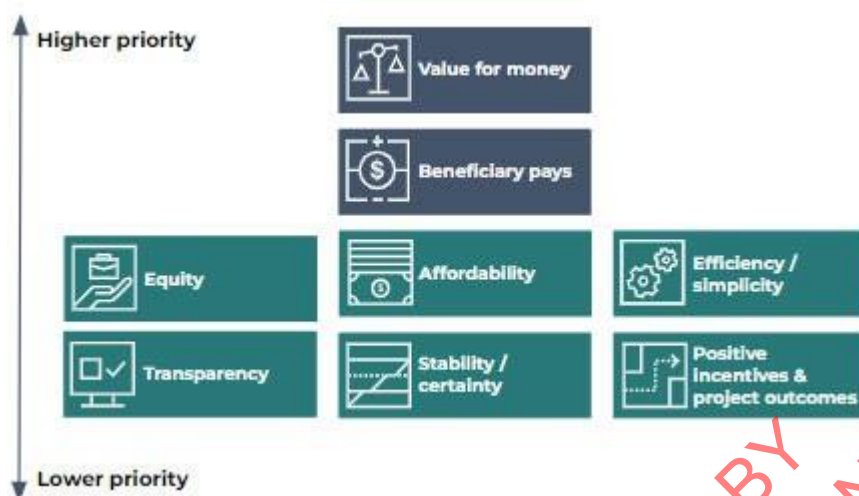 Higher priority
Value for money
$
Beneficiary pays
Equity
Affordability
Efficiency /
simplicity
Transparency
Stability /
certainty
Positive
incentives &
project outcomes
BY
Lower priority